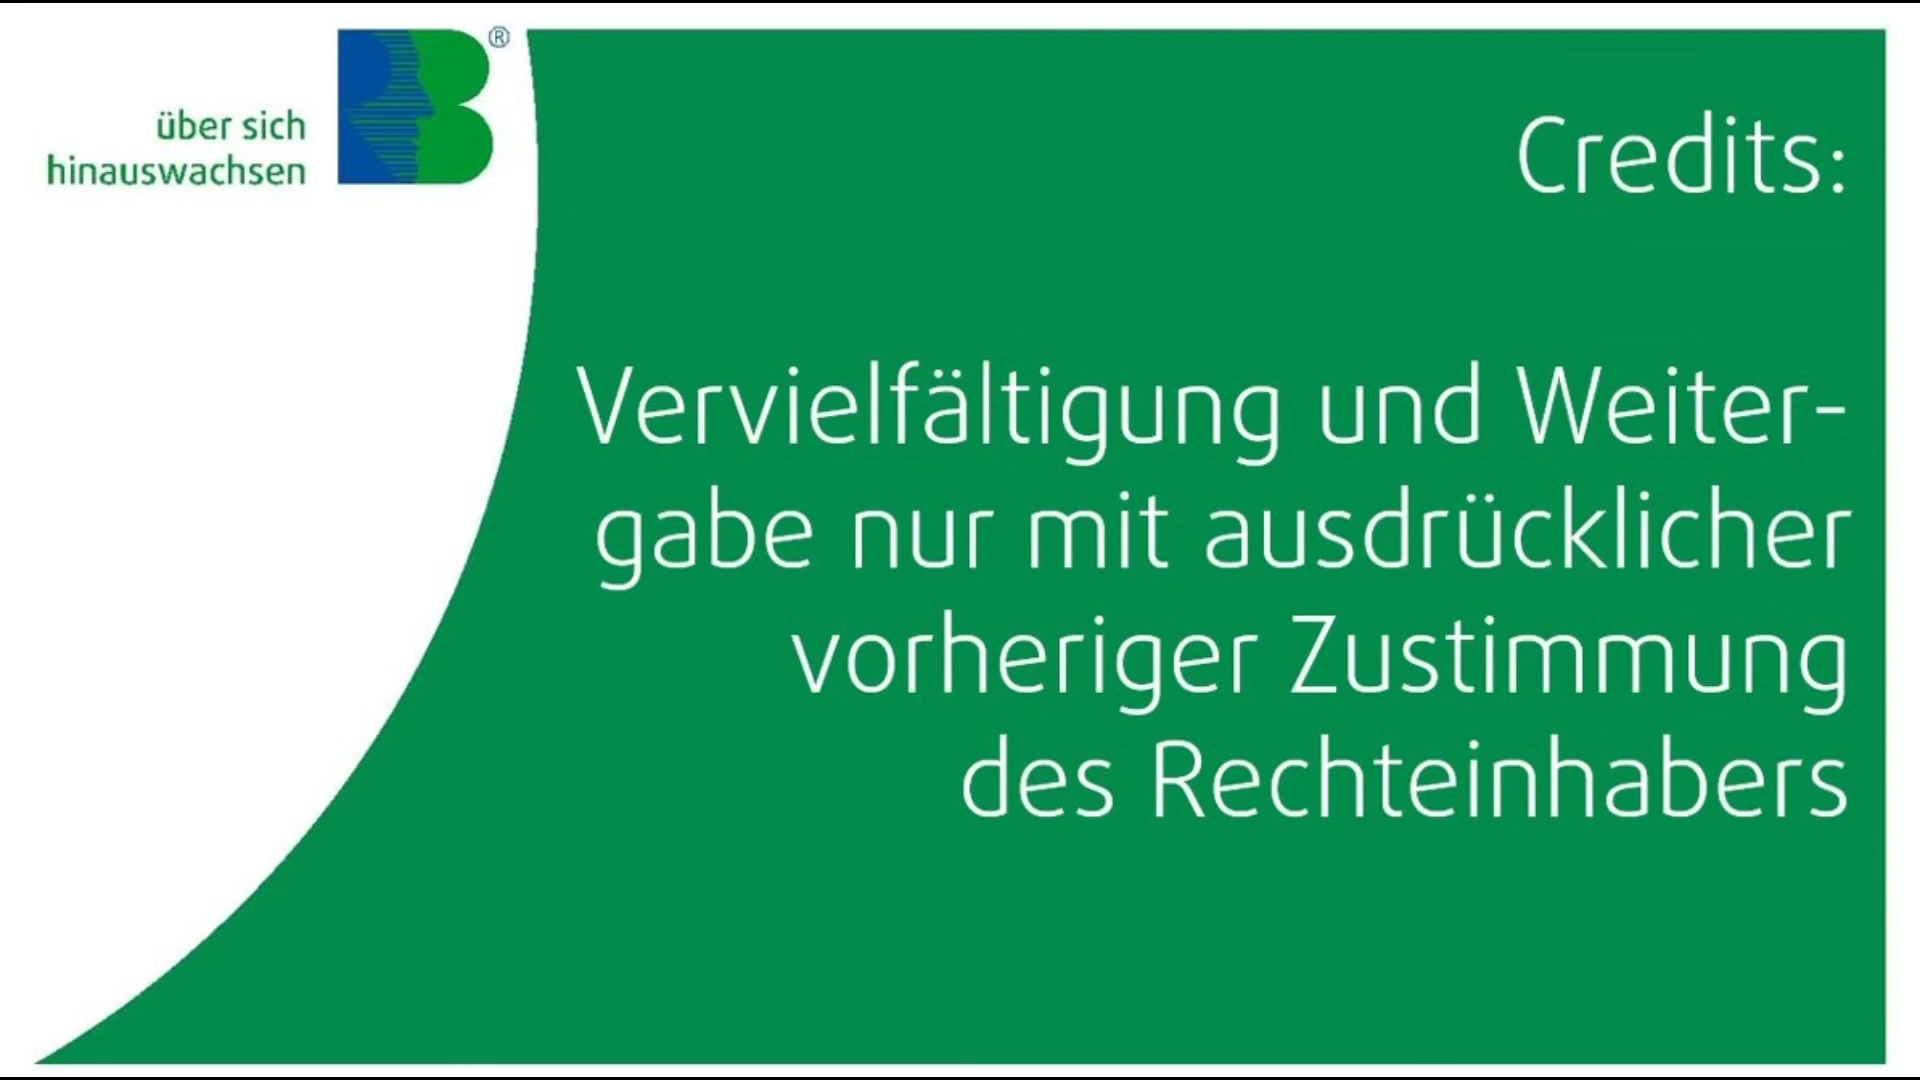 über sich
hinauswachsen
B®
Credits:
Vervielfältigung und Weiter-
gabe nur mit ausdrücklicher
vorheriger Zustimmung
des Rechteinhabers